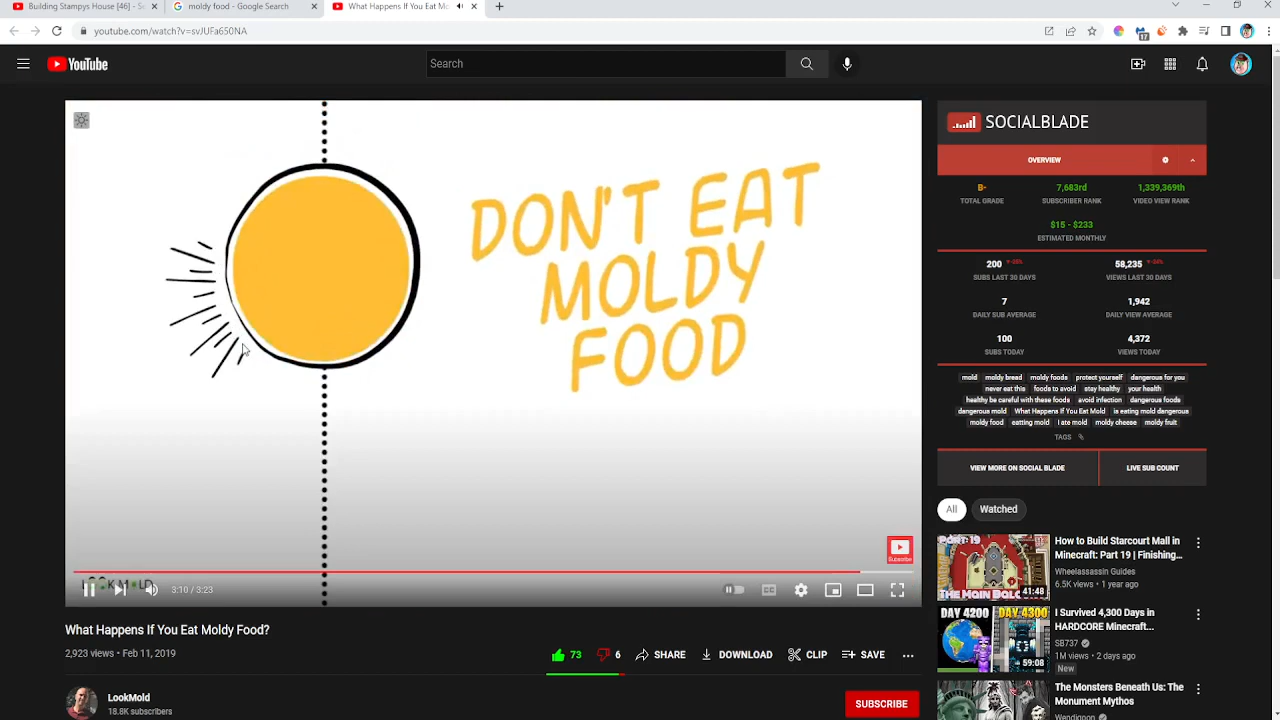 Building Stampys House [46] - S
moldy food - Google Search
What Happens If You Eat Mo
youtube.com/watch?v=svJUFa650NA
17
YouTube
Search
DON'T EAT
MOLDY
FOOD
Subscribe
LOOK MOLD
3:10 / 3:23
CC
What Happens If You Eat Moldy Food?
2,923 views • Feb 11, 2019
73
6
SHARE
DOWNLOAD
CLIP
SAVE
LookMold
18.8K subscribers
SUBSCRIBE
SOCIALBLADE
OVERVIEW
B- 7,683rd 1,339,369th
TOTAL GRADE SUBSCRIBER RANK VIDEO VIEW RANK
$15 - $233
ESTIMATED MONTHLY
200 58,235
SUBS LAST 30 DAYS VIEWS LAST 30 DAYS
7 1,942
DAILY SUB AVERAGE DAILY VIEW AVERAGE
100 4,372
SUBS TODAY VIEWS TODAY
mold moldy bread moldy foods protect yourself dangerous for you
never eat this foods to avoid stay healthy your health
healthy be careful with these foods avoid infection dangerous foods
dangerous mold What Happens If You Eat Mold is eating mold dangerous
moldy food eating mold I ate mold moldy cheese moldy fruit
TAGS
VIEW MORE ON SOCIAL BLADE
LIVE SUB COUNT
All
Watched
PART 19
41:48
How to Build Starcourt Mall in
Minecraft: Part 19 | Finishing...
Wheelassassin Guides
6.5K views • 1 year ago
DAY 4200 DAY 4300
59:08
I Survived 4,300 Days in
HARDCORE Minecraft...
SB737
1M views • 2 days ago
New
The Monsters Beneath Us: The
Monument Mythos
Wendigoon